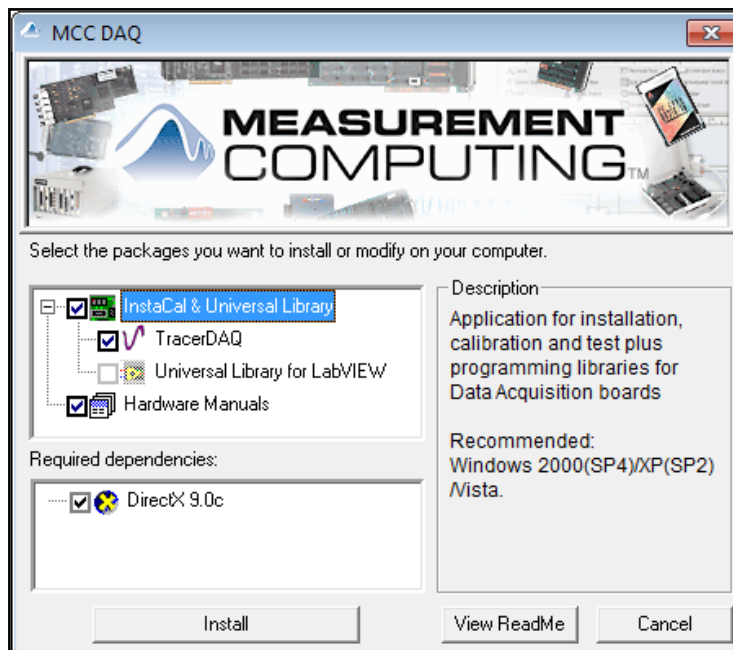 MCC DAQ
MEASUREMENT
COMPUTING™
Select the packages you want to install or modify on your computer.
InstaCal & Universal Library
TracerDAQ
Universal Library for LabVIEW
Hardware Manuals
Required dependencies:
DirectX 9.0c
Description
Application for installation,
calibration and test plus
programming libraries for
Data Acquisition boards
Recommended:
Windows 2000(SP4)/XP(SP2)
/Vista.
Install
View ReadMe
Cancel